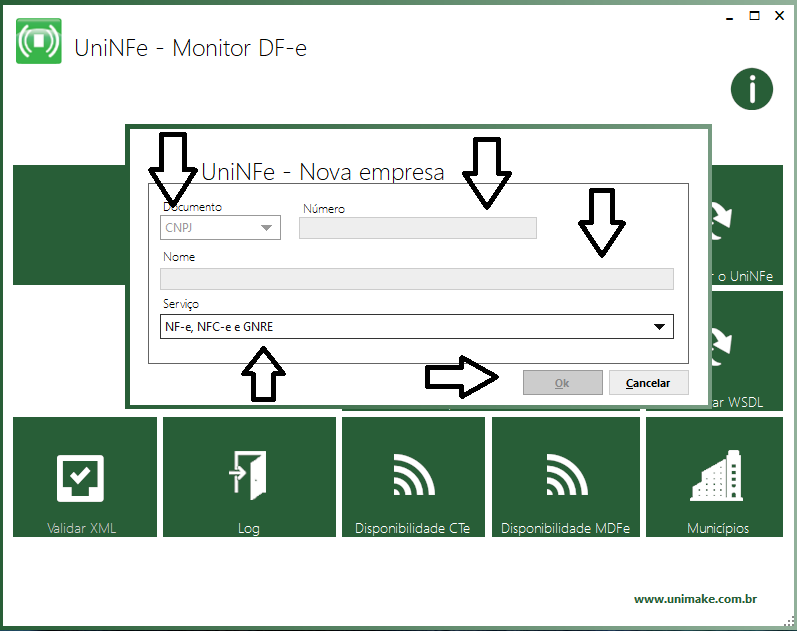 UniNFe - Monitor DF-e
UniNFe - Nova empresa
Documento
Número
CNPJ
Nome
Serviço
NF-e, NFC-e e GNRE
Ok
Cancelar
o UniNFe
WSDL
Validar XML
Log
Disponibilidade CTe
Disponibilidade MDFe
Municípios
www.unimake.com.br